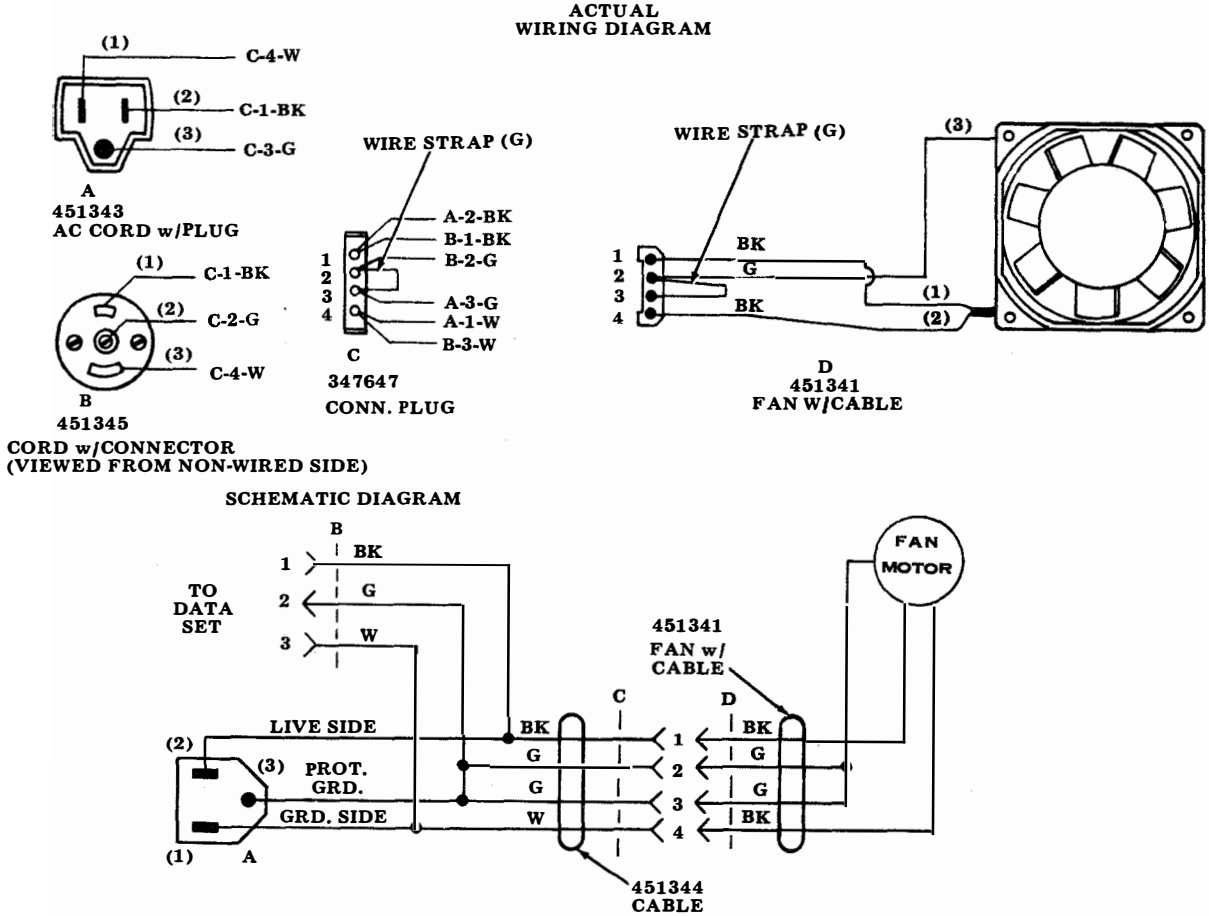 ACTUAL
WIRING DIAGRAM
(1)
C-4-W
(2)
C-1-BK
(3)
C-3-G
A
451343
AC CORD w/PLUG
(1)
C-1-BK
(2)
C-2-G
(3)
C-4-W
B
451345
CORD w/CONNECTOR
(VIEWED FROM NON-WIRED SIDE)
WIRE STRAP (G)
A-2-BK
B-1-BK
B-2-G
A-3-G
A-1-W
B-3-W
1
2
3
4
C
347647
CONN. PLUG
WIRE STRAP (G)
(3)
1
2
3
4
BK
G
BK
(1)
(2)
D
451341
FAN W/CABLE
SCHEMATIC DIAGRAM
B
1
BK
TO
DATA
SET
2
G
3
W
FAN
MOTOR
451341
FAN w/
CABLE
C
D
LIVE SIDE
BK
1
BK
(2)
G
2
G
(3)
PROT.
GRD.
G
3
G
GRD. SIDE
W
4
BK
(1)
A
451344
CABLE